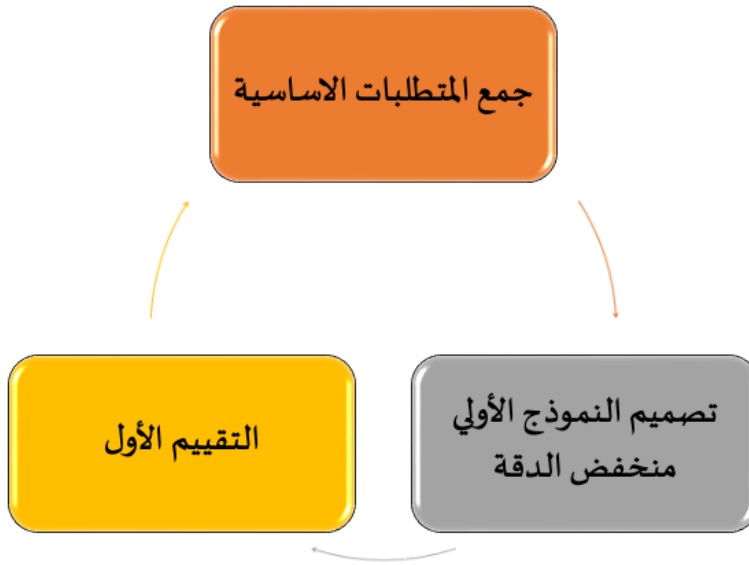 جمع المتطلبات الاساسية
تصميم النموذج الأولي
منخفض الدقة
التقييم الأول